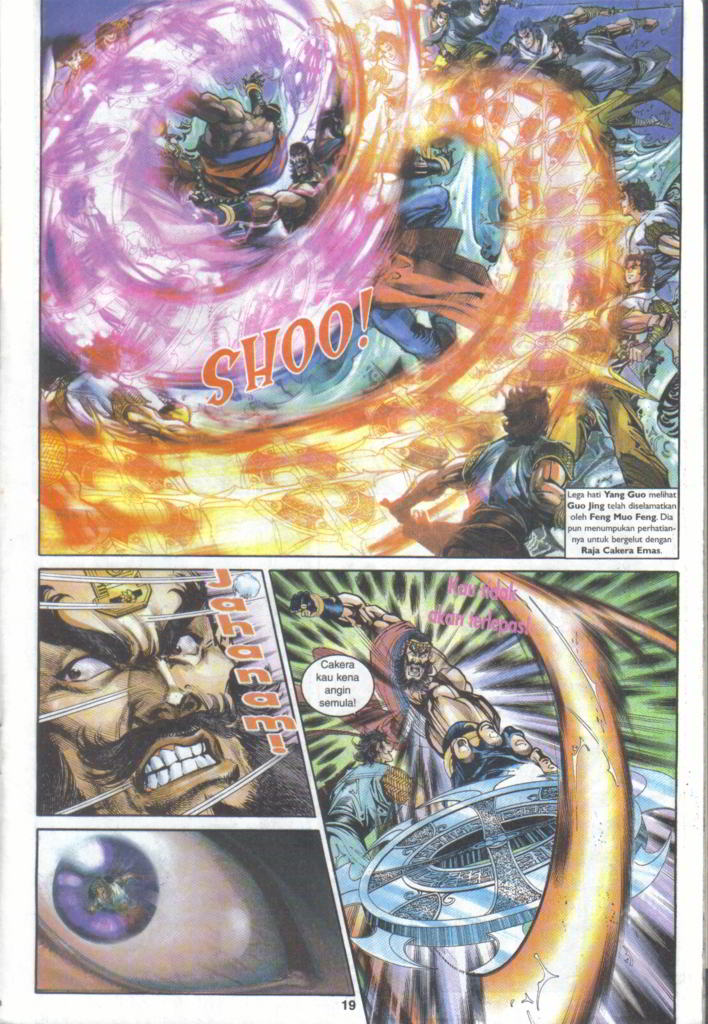 SHOO!
Lega hati Yang Guo melihat
Guo Jing telah diselamatkan
oleh Feng Muo Feng. Dia
pun menumpukan perhatian-
nya untuk bergelut dengan
Raja Cakera Emas.
Jahanam!
Kau tidak
akan terlepas!
Cakera
kau kena
angin
semula!
19